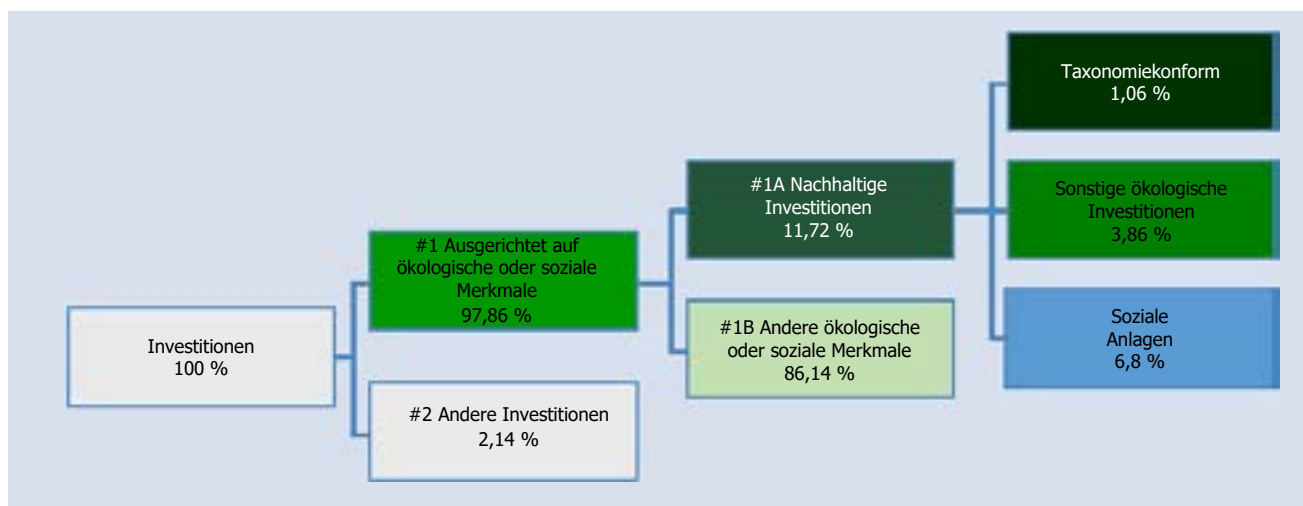 Investitionen
100 %
#1 Ausgerichtet auf
ökologische oder soziale
Merkmale
97,86 %
#2 Andere Investitionen
2,14 %
#1A Nachhaltige
Investitionen
11,72 %
#1B Andere ökologische
oder soziale Merkmale
86,14 %
Taxonomiekonform
1,06 %
Sonstige ökologische
Investitionen
3,86 %
Soziale
Anlagen
6,8 %